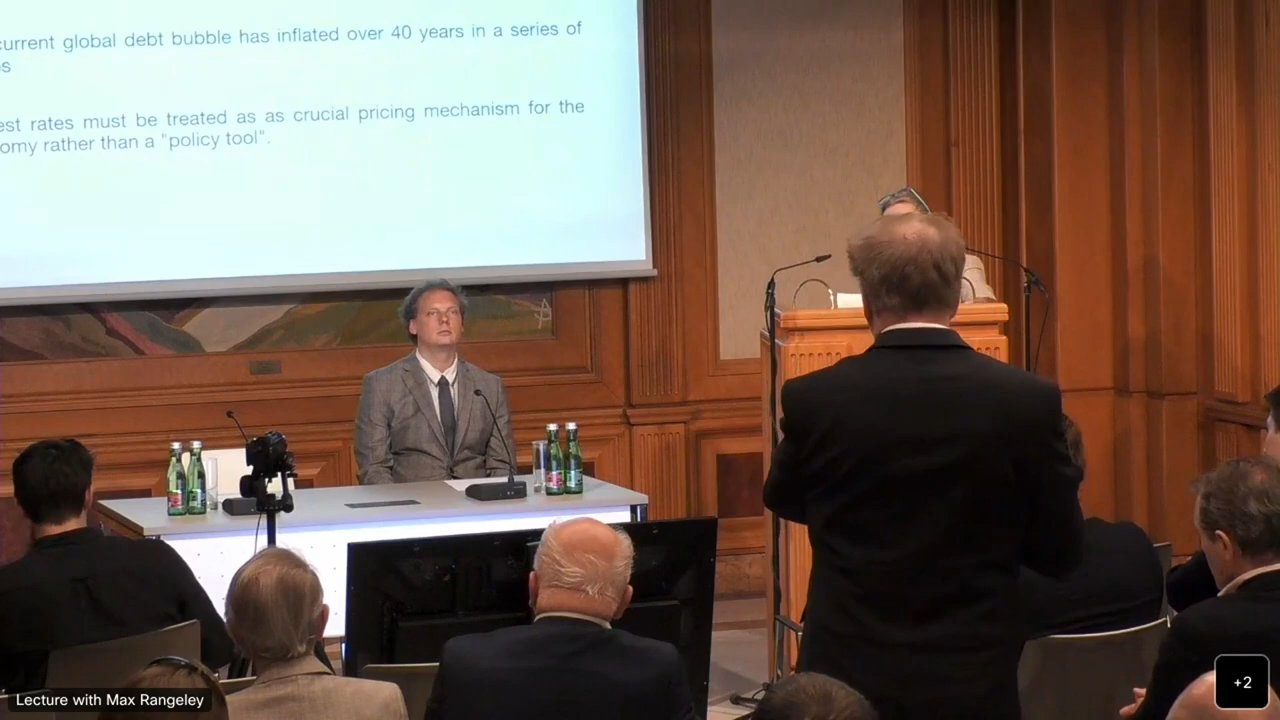 current global debt bubble has inflated over 40 years in a series of
s
est rates must be treated as as crucial pricing mechanism for the
omy rather than a "policy tool".
Lecture with Max Rangeley
+2